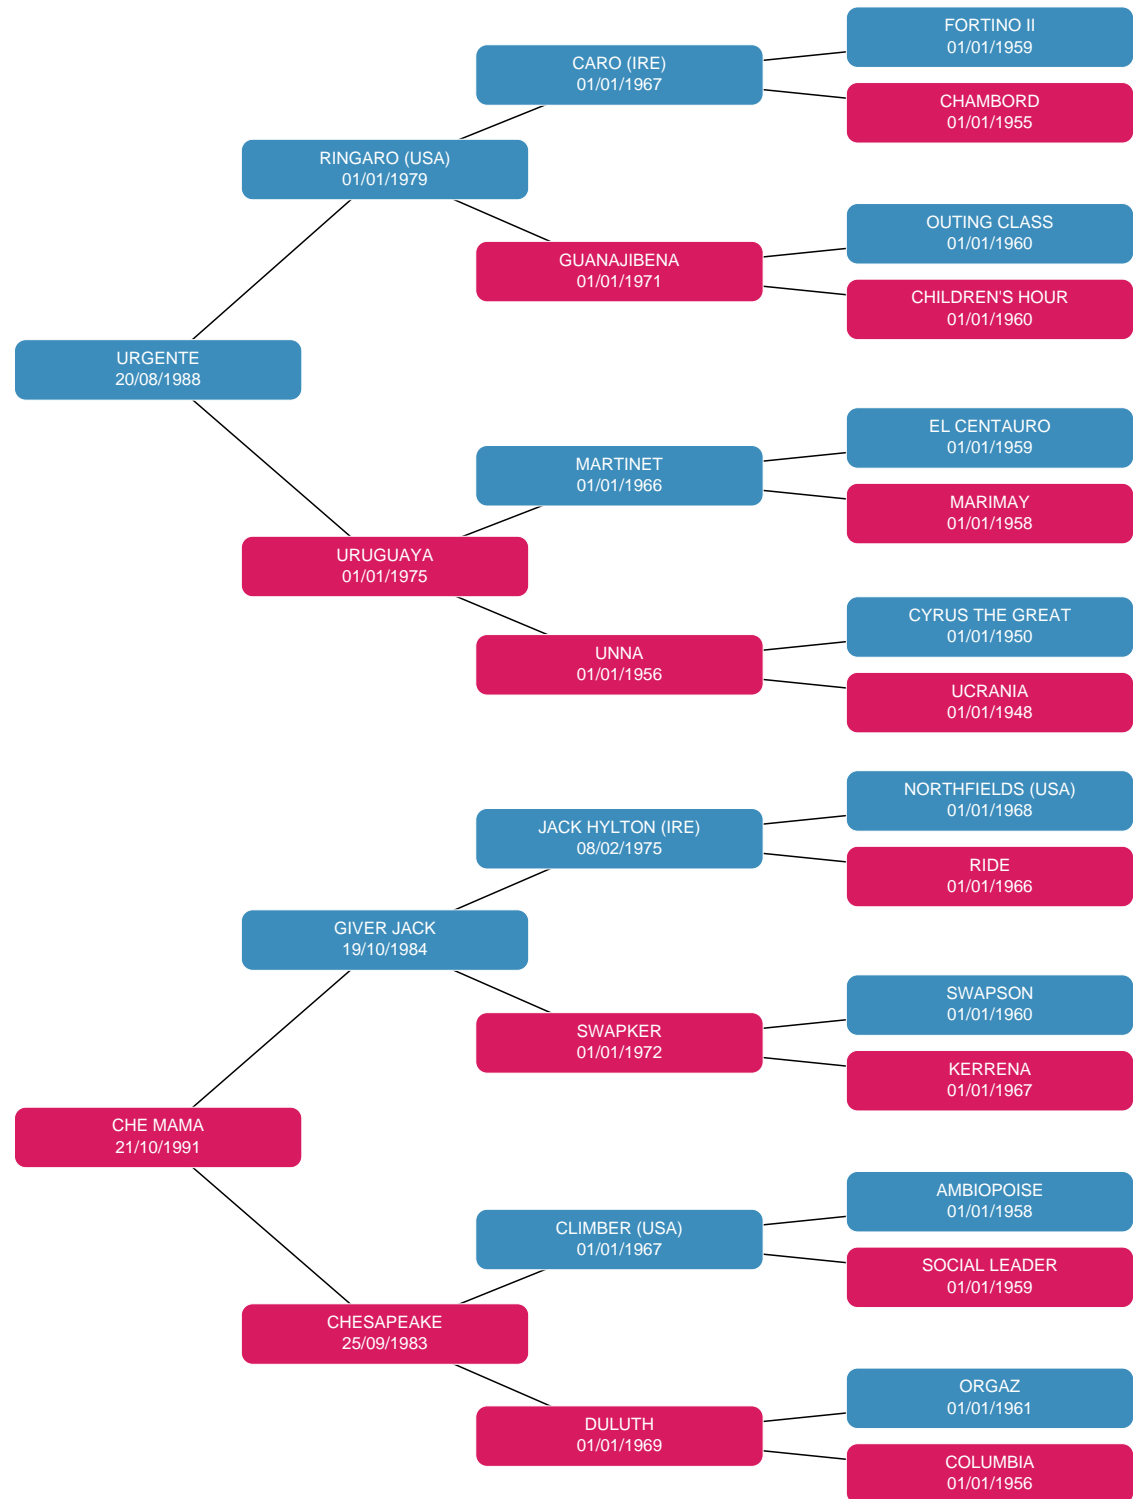 FORTINO II
01/01/1959
CARO (IRE)
01/01/1967
CHAMBORD
01/01/1955
RINGARO (USA)
01/01/1979
OUTING CLASS
01/01/1960
GUANAJIBENA
01/01/1971
CHILDREN'S HOUR
01/01/1960
URGENTE
20/08/1988
EL CENTAURO
01/01/1959
MARTINET
01/01/1966
MARIMAY
01/01/1958
URUGUAYA
01/01/1975
CYRUS THE GREAT
01/01/1950
UNNA
01/01/1956
UCRANIA
01/01/1948
NORTHFIELDS (USA)
01/01/1968
JACK HYLTON (IRE)
08/02/1975
RIDE
01/01/1966
GIVER JACK
19/10/1984
SWAPSON
01/01/1960
SWAPKER
01/01/1972
KERRENA
01/01/1967
CHE MAMA
21/10/1991
AMBIOPOISE
01/01/1958
CLIMBER (USA)
01/01/1967
SOCIAL LEADER
01/01/1959
CHESAPEAKE
25/09/1983
ORGAZ
01/01/1961
DULUTH
01/01/1969
COLUMBIA
01/01/1956